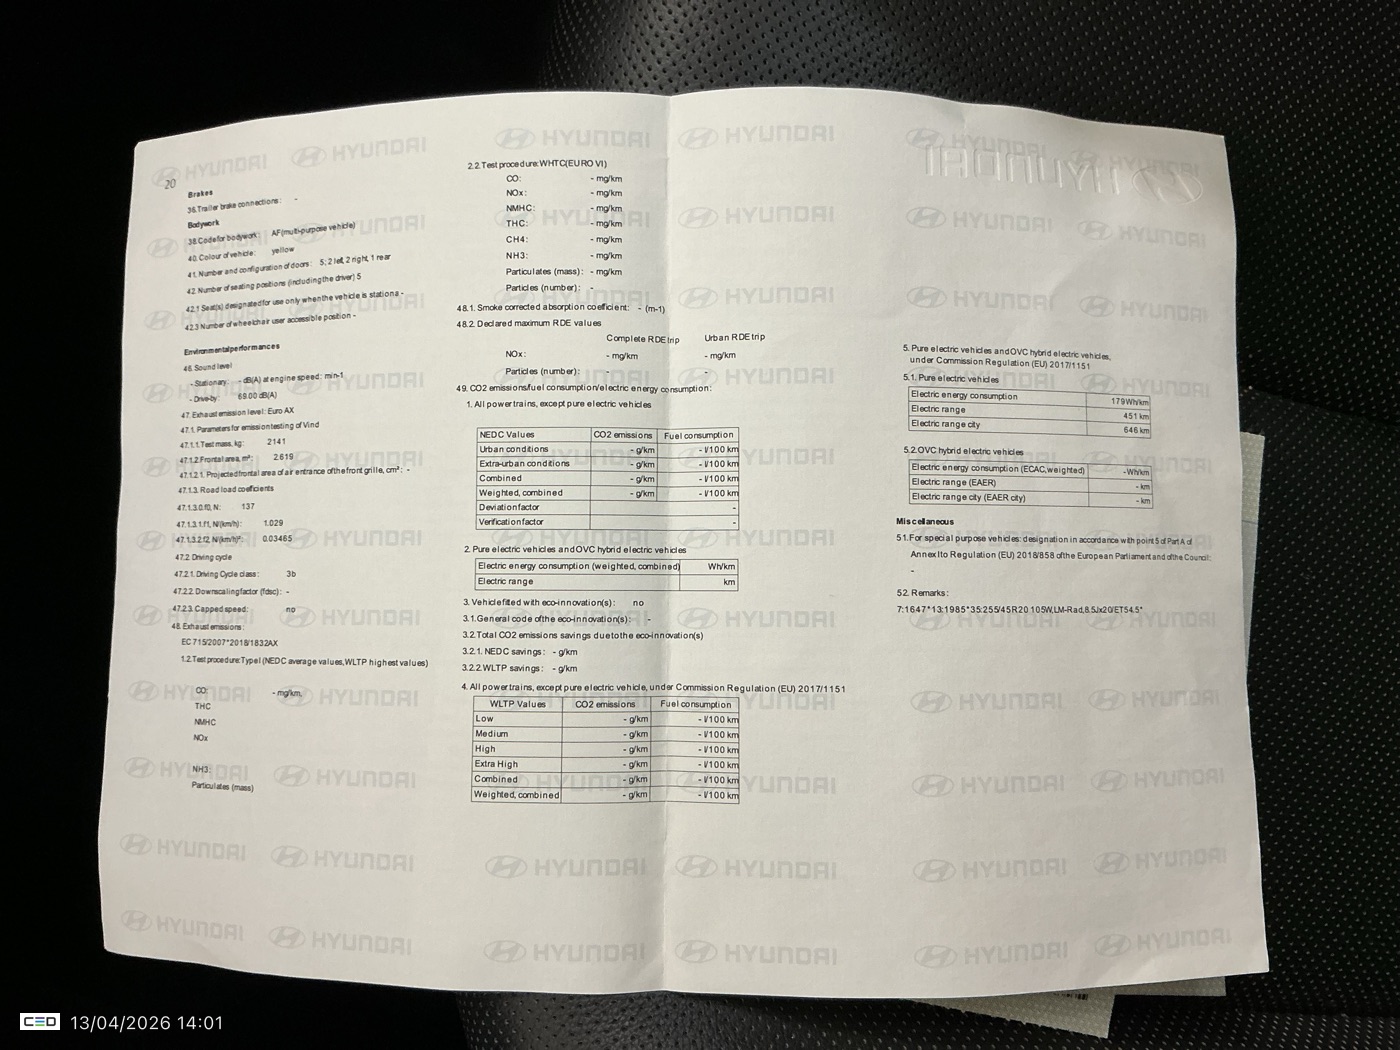 20
Brakes
36.Trailer brake connections: -
Bodywork
38.Code for bodywork: AF(multi-purpose vehicle)
40.Colour of vehicle: yellow
41. Number and configuration of doors: 5; 2 left, 2 right, 1 rear
42. Number of seating positions (including the driver) 5
42.1 Seat(s) designated for use only when the vehicle is stationa -
42.3 Number of wheelchair user accessible position -
Environmental performances
46. Sound level
- Stationary: - dB(A) at engine speed: min-1
- Drive-by: 69.00 dB(A)
47. Exhaust emission level: Euro AX
47.1. Parameters for emission testing of Vind
47.1.1.Test mass, kg: 2141
47.1.2.Frontal area, m²: 2.619
47.1.2.1. Projected frontal area of air entrance of the front grille, cm²: -
47.1.3. Road load coefficients
47.1.3.0.f0, N: 137
47.1.3.1.f1, N/(km/h): 1.029
47.1.3.2.f2, N/(km/h)²: 0.03465
47.2. Driving cycle
47.2.1. Driving Cycle class: 3b
47.2.2. Downscaling factor (fdsc): -
47.2.3. Capped speed: no
48. Exhaust emissions:
EC 715/2007*2018/1832AX
1.2.Test procedure:Type I (NEDC average values, WLTP highest values)
CO: - mg/km,
THC
NMHC
NOx
NH3:
Particulates (mass)
2.2.Test procedure:WHTC(EURO VI)
CO: - mg/km
NOx: - mg/km
NMHC: - mg/km
THC: - mg/km
CH4: - mg/km
NH3: - mg/km
Particulates (mass): - mg/km
Particles (number): -
48.1. Smoke corrected absorption coefficient: - (m-1)
48.2. Declared maximum RDE values
Complete RDE trip Urban RDE trip
NOx: - mg/km - mg/km
Particles (number): - -
49. CO2 emissions/fuel consumption/electric energy consumption:
1. All powertrains, except pure electric vehicles
NEDC Values CO2 emissions Fuel consumption
Urban conditions - g/km - l/100 km
Extra-urban conditions - g/km - l/100 km
Combined - g/km - l/100 km
Weighted, combined - g/km - l/100 km
Deviation factor -
Verification factor -
2. Pure electric vehicles and OVC hybrid electric vehicles
Electric energy consumption (weighted, combined) Wh/km
Electric range km
3. Vehicle fitted with eco-innovation(s): no
3.1. General code of the eco-innovation(s): -
3.2. Total CO2 emissions savings due to the eco-innovation(s)
3.2.1. NEDC savings: - g/km
3.2.2. WLTP savings: - g/km
4. All powertrains, except pure electric vehicle, under Commission Regulation (EU) 2017/1151
WLTP Values CO2 emissions Fuel consumption
Low - g/km - l/100 km
Medium - g/km - l/100 km
High - g/km - l/100 km
Extra High - g/km - l/100 km
Combined - g/km - l/100 km
Weighted, combined - g/km - l/100 km
5. Pure electric vehicles and OVC hybrid electric vehicles,
under Commission Regulation (EU) 2017/1151
5.1. Pure electric vehicles
Electric energy consumption 179Wh/km
Electric range 451 km
Electric range city 646 km
5.2.OVC hybrid electric vehicles
Electric energy consumption (ECAC,weighted) -Wh/km
Electric range (EAER) - km
Electric range city (EAER city) - km
Miscellaneous
51.For special purpose vehicles: designation in accordance with point 5 of Part A of
Annex I to Regulation (EU) 2018/858 of the European Parliament and of the Council:
-
52. Remarks:
7:1647*13:1985*35:255/45R20 105W,LM-Rad,8.5Jx20/ET54.5*
HYUNDAI
CED 13/04/2026 14:01